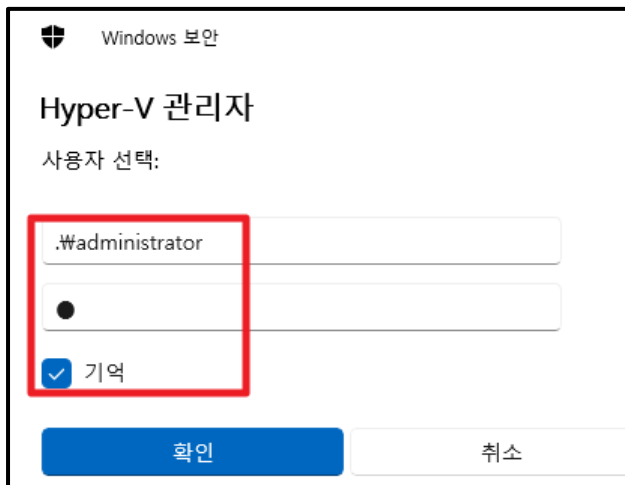 Windows 보안
Hyper-V 관리자
사용자 선택:
.₩administrator
●
기억
확인
취소